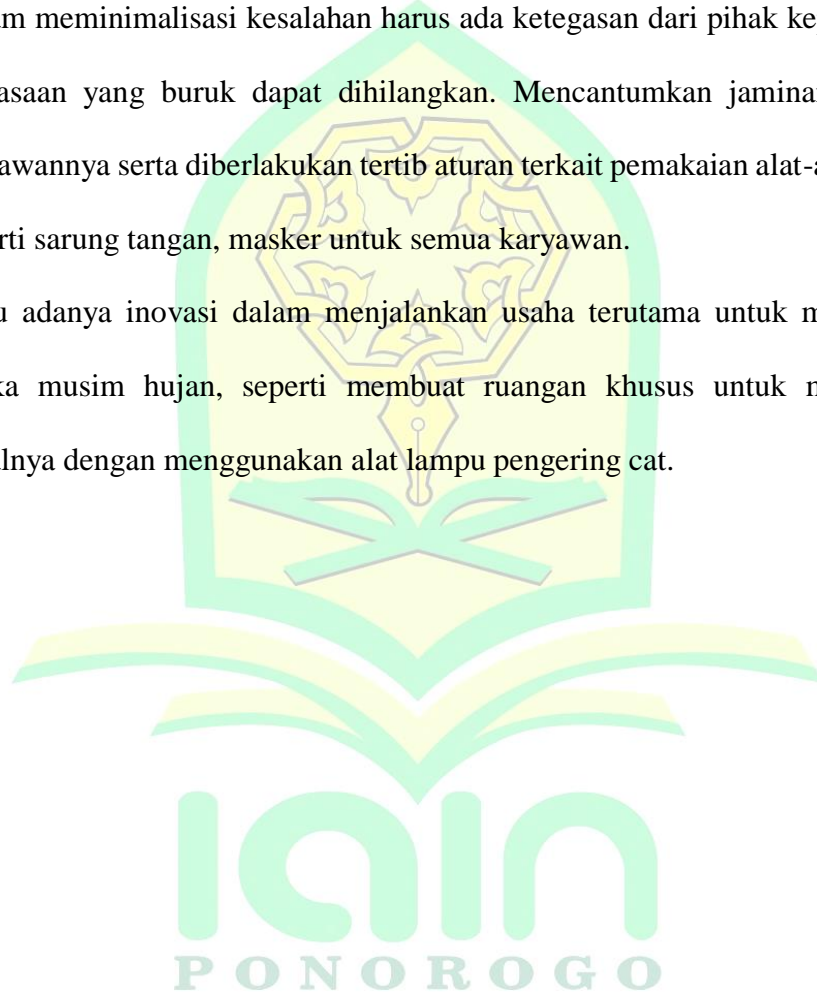 am meminimalisasi kesalahan harus ada ketegasan dari pihak ke
asaan yang buruk dapat dihilangkan. Mencantumkan jamina
awannya serta diberlakukan tertib aturan terkait pemakaian alat-a
rti sarung tangan, masker untuk semua karyawan.
u adanya inovasi dalam menjalankan usaha terutama untuk m
ka musim hujan, seperti membuat ruangan khusus untuk m
lnya dengan menggunakan alat lampu pengering cat.
iain
PONOROGO